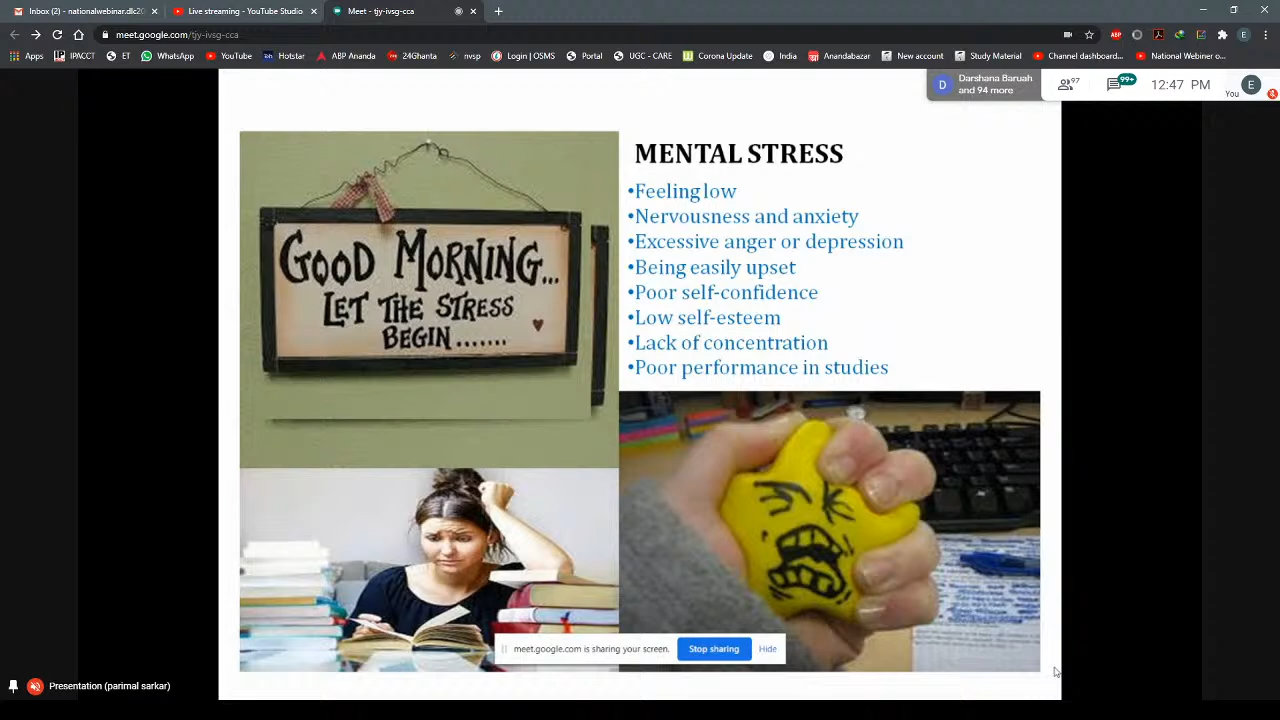 Inbox (0) - nationalwebinar.dlc20
Live streaming - YouTube Studio
Meet - tjy-ivsg-cca
meet.google.com/tjy-ivsg-cca
Apps
IPACCT
ET
WhatsApp
YouTube
Hotstar
ABP Ananda
24Ghanta
nvsp
Login | OSMS
Portal
UGC - CARE
Corona Update
India
Anandabazar
New account
Study Material
Channel dashboard...
National Webinar o...
Darshana Baruah
and 94 more
97
99+
12:47 PM
You
E
MENTAL STRESS
•Feeling low
•Nervousness and anxiety
•Excessive anger or depression
•Being easily upset
•Poor self-confidence
•Low self-esteem
•Lack of concentration
•Poor performance in studies
GOOD MORNING...
LET THE STRESS
BEGIN.......
meet.google.com is sharing your screen.
Stop sharing
Hide
Presentation (parimal sarkar)